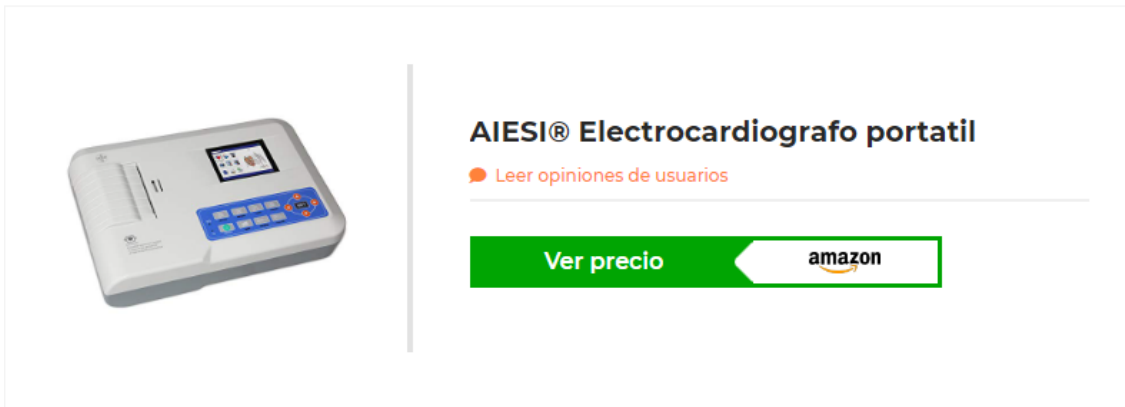 AIESI® Electrocardiografo portatil
Leer opiniones de usuarios
Ver precio
amazon